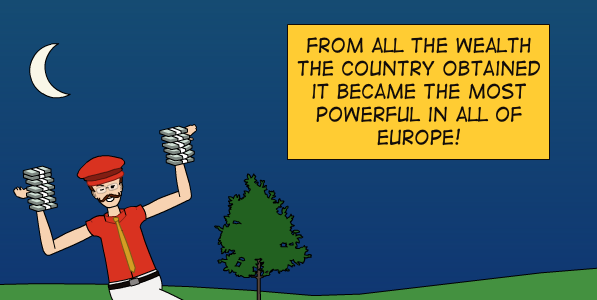 FROM ALL THE WEALTH
THE COUNTRY OBTAINED
IT BECAME THE MOST
POWERFUL IN ALL OF
EUROPE!